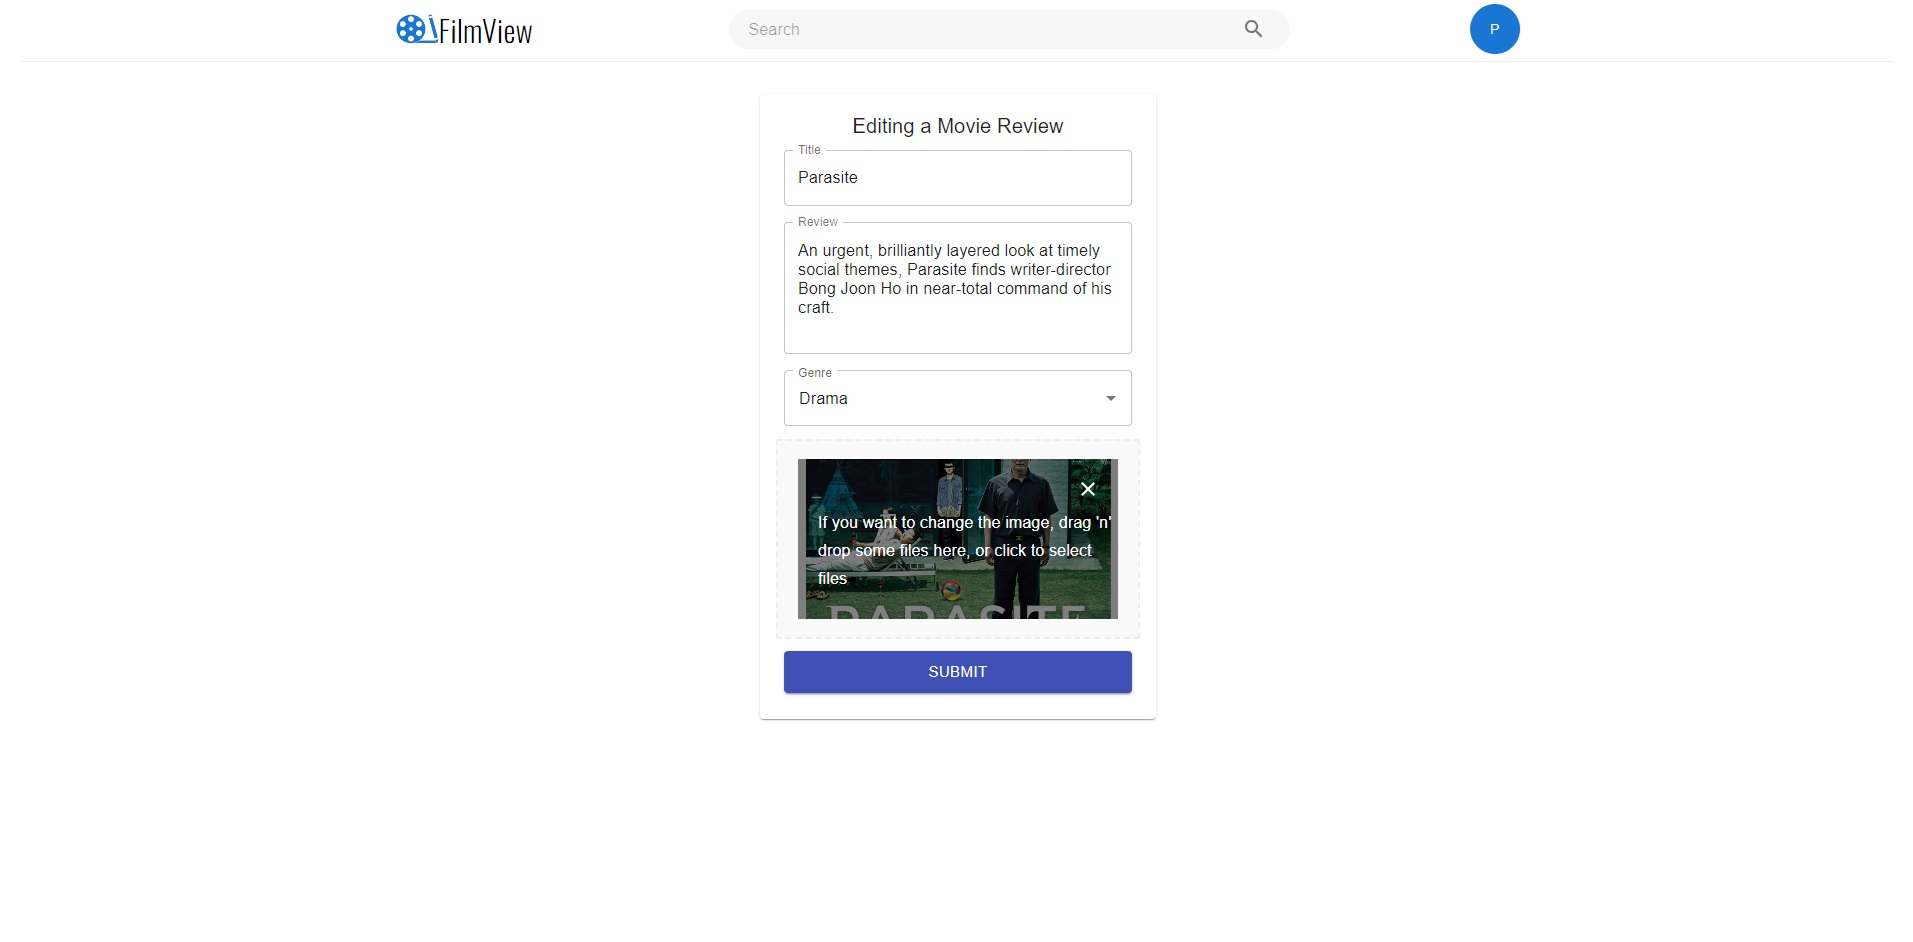 FilmView
Search
P
Editing a Movie Review
Title
Parasite
Review
An urgent, brilliantly layered look at timely
social themes, Parasite finds writer-director
Bong Joon Ho in near-total command of his
craft.
Genre
Drama
If you want to change the image, drag 'n'
drop some files here, or click to select
files
PARASITE
SUBMIT